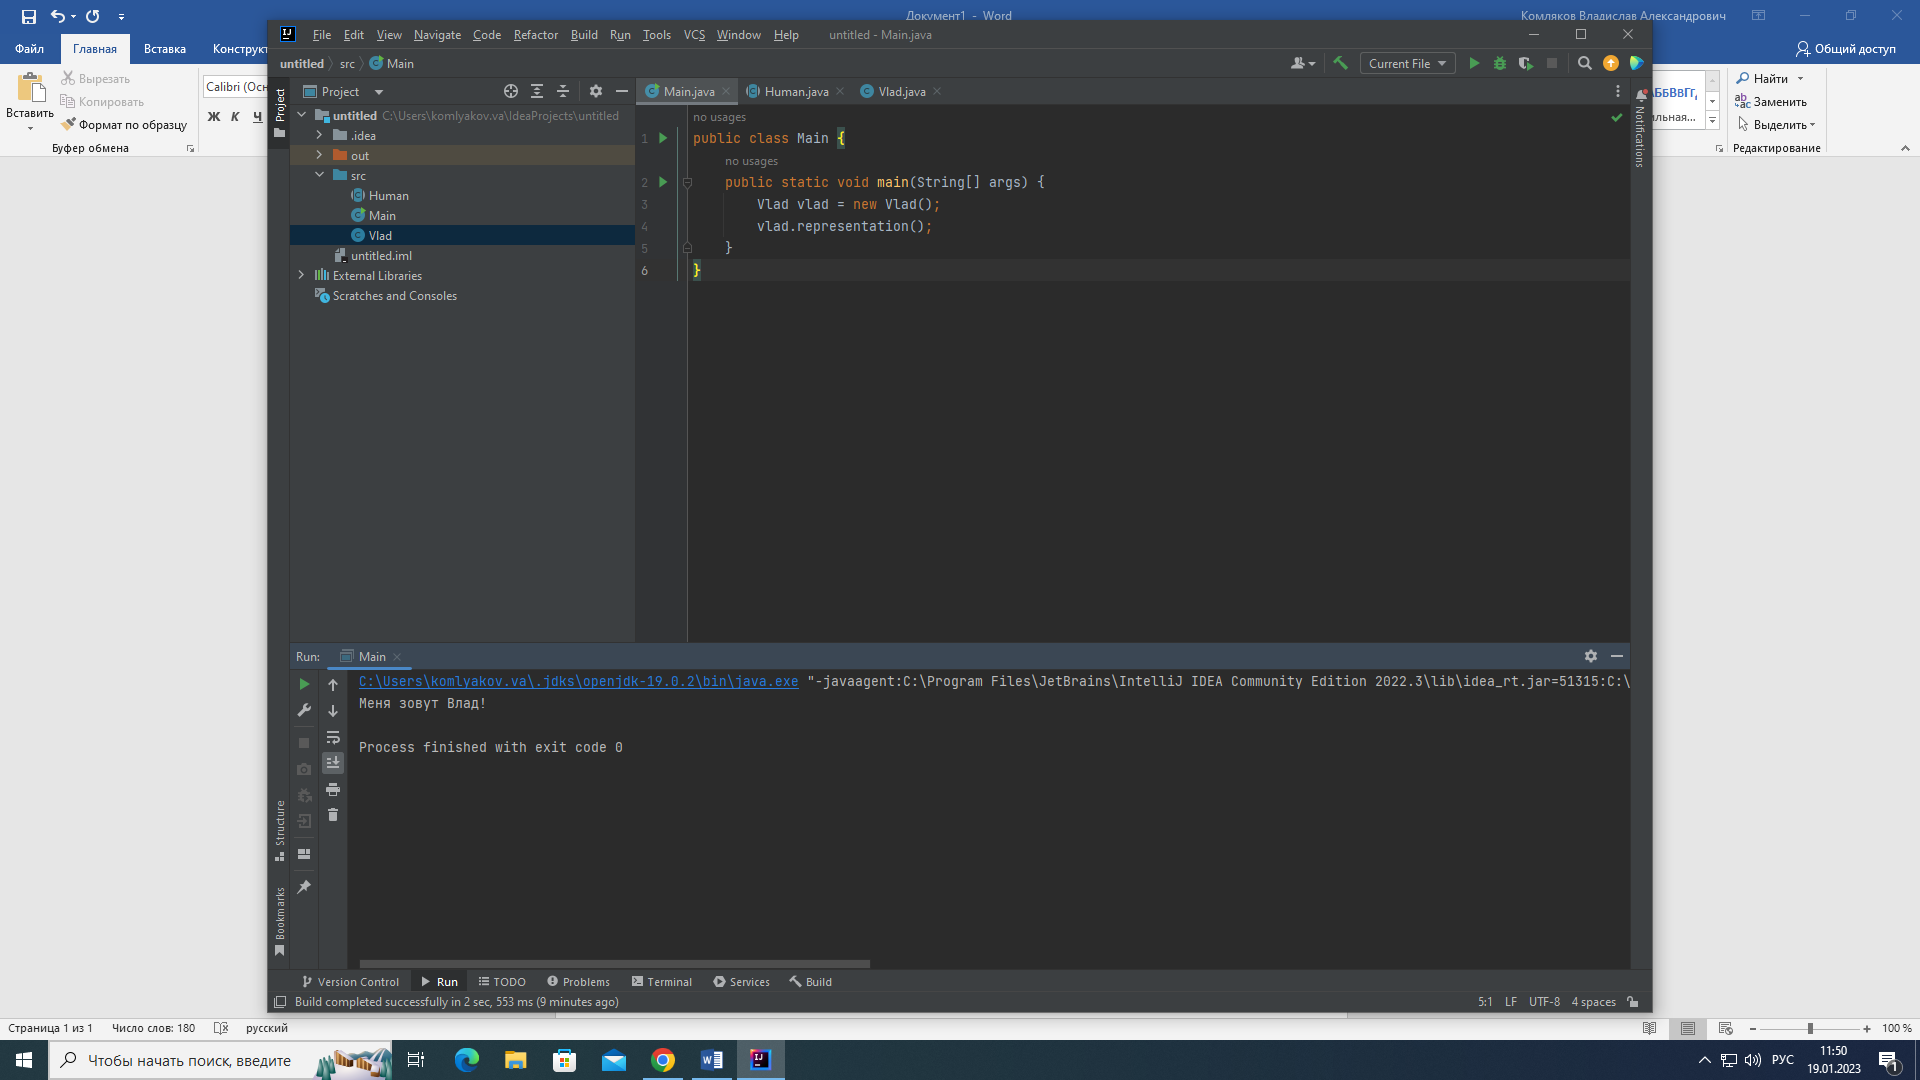 Документ1 - Word
Комляков Владислав Александрович
Файл
Главная
Вставка
Общий доступ
Вставить
Вырезать
Копировать
Формат по образцу
Буфер обмена
Calibri (Осн
Ж К Ч
Найти
Заменить
Выделить
Редактирование
File Edit View Navigate Code Refactor Build Run Tools VCS Window Help untitled - Main.java
untitled src Main
Current File
Project
untitled C:\Users\komlyakov.va\IdeaProjects\untitled
.idea
out
src
Human
Main
Vlad
untitled.iml
External Libraries
Scratches and Consoles
Project
Structure
Bookmarks
Notifications
Main.java Human.java Vlad.java
no usages
1 public class Main {
no usages
2 public static void main(String[] args) {
3 Vlad vlad = new Vlad();
4 vlad.representation();
5 }
6 }
Run: Main
C:\Users\komlyakov.va\.jdks\openjdk-19.0.2\bin\java.exe "-javaagent:C:\Program Files\JetBrains\IntelliJ IDEA Community Edition 2022.3\lib\idea_rt.jar=51315:C:\
Меня зовут Влад!
Process finished with exit code 0
Version Control Run TODO Problems Terminal Services Build
Build completed successfully in 2 sec, 553 ms (9 minutes ago)
5:1 LF UTF-8 4 spaces
Страница 1 из 1 Число слов: 180 русский
100 %
Чтобы начать поиск, введите
РУС
11:50
19.01.2023
1